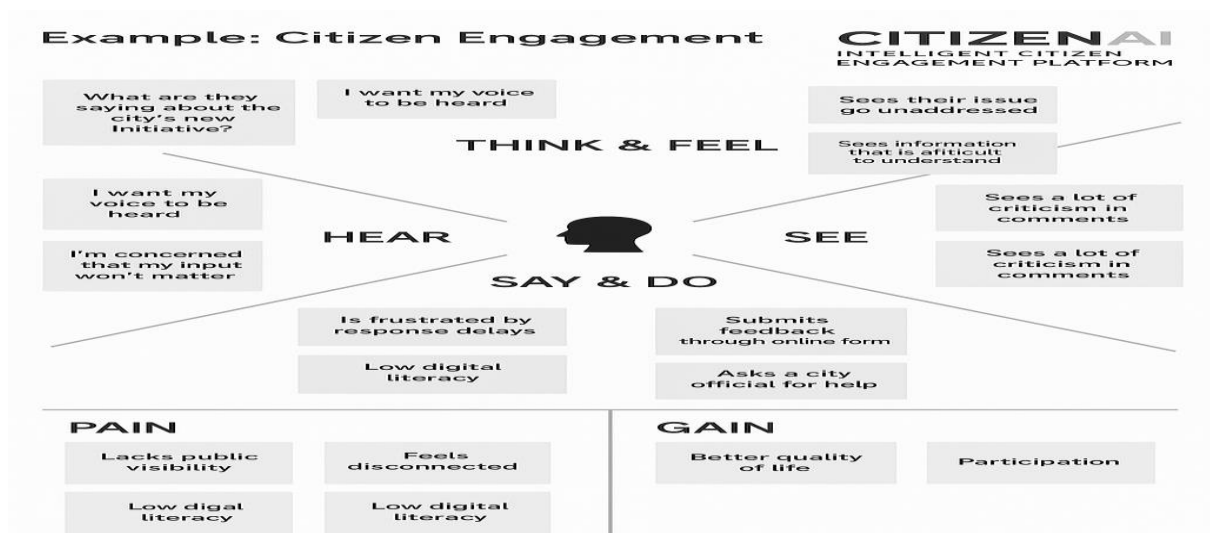 Example: Citizen Engagement
CITIZENAI
INTELLIGENT CITIZEN
ENGAGEMENT PLATFORM
What are they
saying about the
city's new
Initiative?
I want my voice
to be heard
THINK & FEEL
Sees their issue
go unaddressed
Sees information
that is afiticult
to understand
I want my
voice to be
heard
I'm concerned
that my input
won't matter
HEAR
SEE
Sees a lot of
criticism in
comments
Sees a lot of
criticism in
comments
SAY & DO
Is frustrated by
response delays
Low digital
literacy
Submits
feedback
through online form
Asks a city
official for help
PAIN
Lacks public
visibility
Feels
disconnected
Low digal
literacy
Low digital
literacy
GAIN
Better quality
of life
Participation